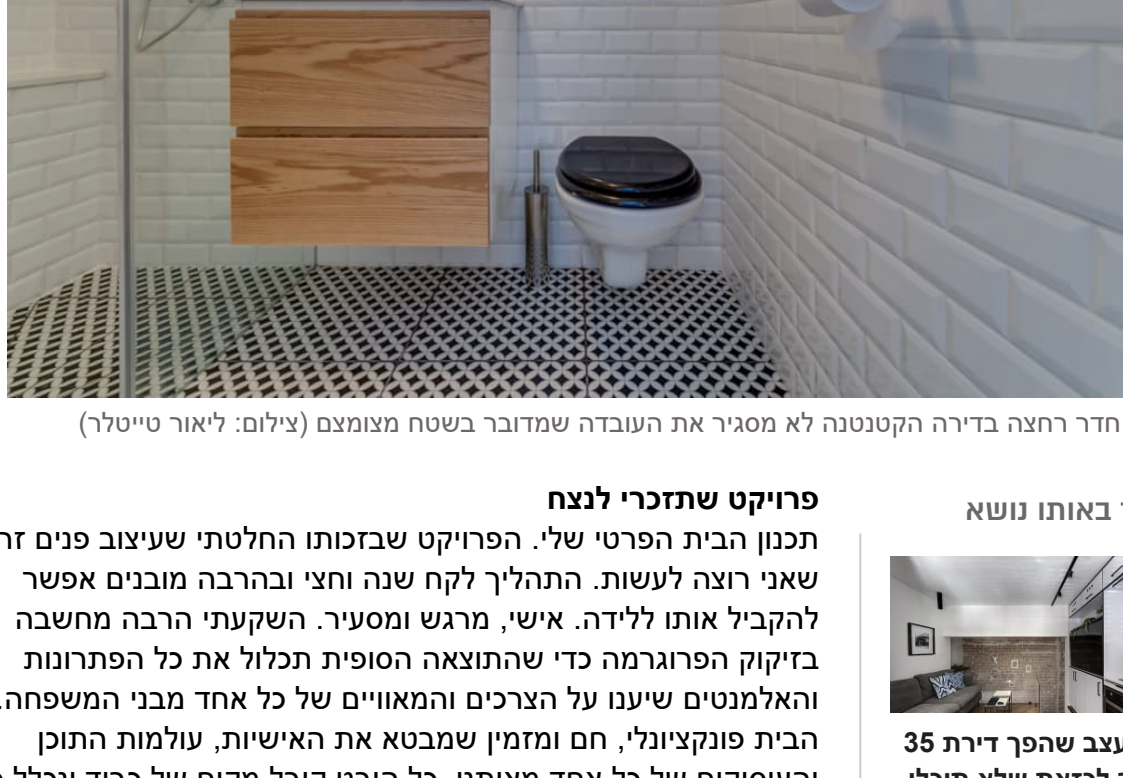 חדר רחצה בדירה הקטנטנה לא מסגיר את העובדה שמדובר בשטח מצומצם (צילום: ליאור טייטלר)
באותו נושא
עצב שהפך דירת 35
פרויקט שתזכרי לנצח
תכנון הבית הפרטי שלי. הפרויקט שבזכותו החלטתי שעיצוב פנים
שאני רוצה לעשות. התהליך לקח שנה וחצי ובהרבה מובנים אפשר
להקביל אותו ללידה. אישי, מרגש ומסעיר. השקעתי הרבה מחשבה
בזיקוק הפרוגרמה כדי שהתוצאה הסופית תכלול את כל הפתרונות
והאלמנטים שיענו על הצרכים והמאוויים של כל אחד מבני המשפחה.
הבית פונקציונלי, חם ומזמין שמבטא את האישיות, עולמות התוכן